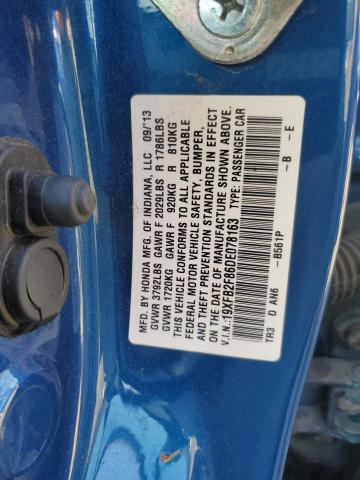 MFD. BY HONDA MFG. OF INDIANA, LLC 09/'13
GVWR 3792LBS GAWR F 2029LBS R 1786LBS
GVWR 1720KG GAWR F 920KG R 810KG
THIS VEHICLE CONFORMS TO ALL APPLICABLE
FEDERAL MOTOR VEHICLE SAFETY, BUMPER,
AND THEFT PREVENTION STANDARDS IN EFFECT
ON THE DATE OF MANUFACTURE SHOWN ABOVE.
V.I.N.:19XFB2F86DE078163 TYPE: PASSENGER CAR
TR3 D AN6 -B561P -B -E